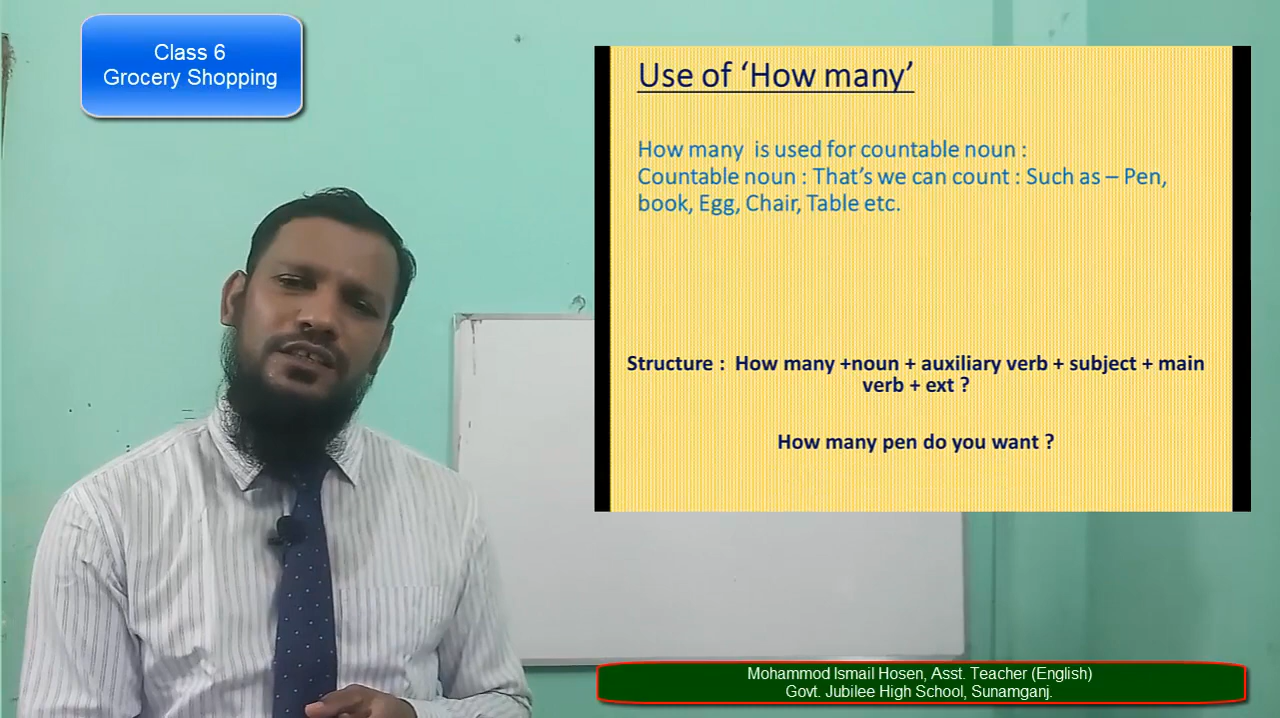 Class 6
Grocery Shopping
Use of ‘How many’
How many  is used for countable noun :
Countable noun : That’s we can count : Such as – Pen,
book, Egg, Chair, Table etc.
Structure :  How many +noun + auxiliary verb + subject + main
verb + ext ?
How many pen do you want ?
Mohammod Ismail Hosen, Asst. Teacher (English)
Govt. Jubilee High School, Sunamganj.